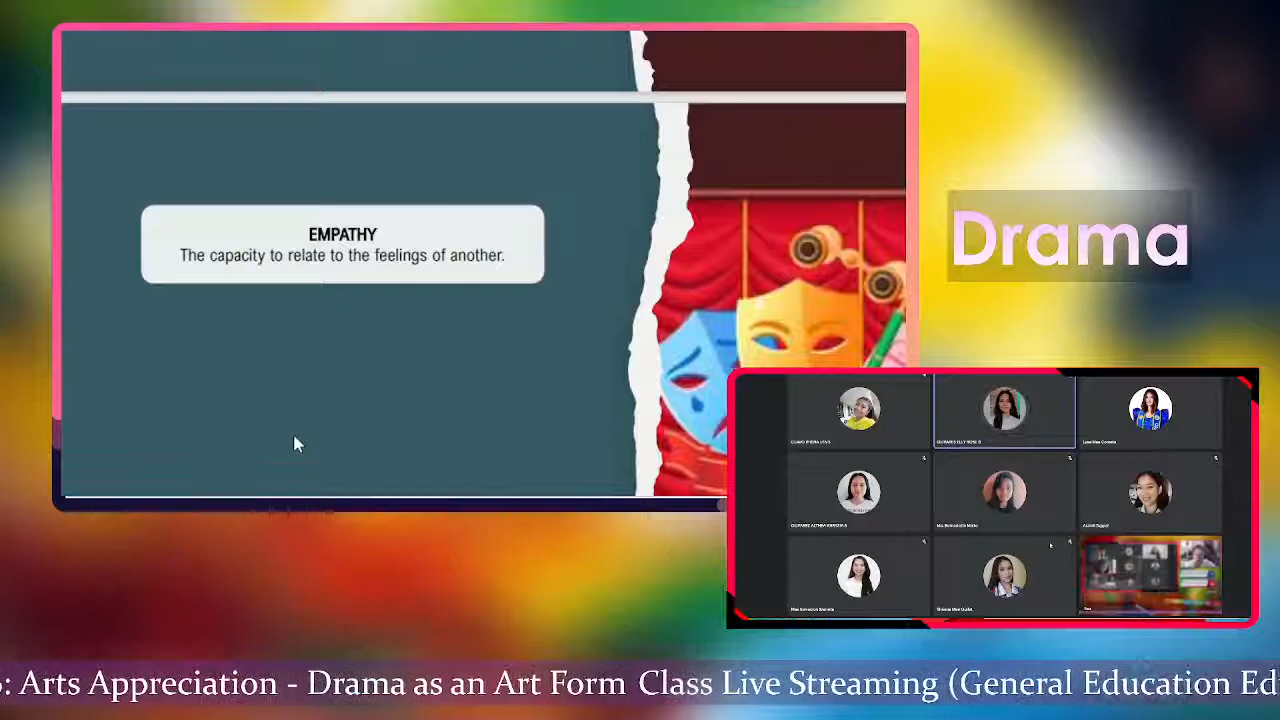 EMPATHY
The capacity to relate to the feelings of another.
Drama
You
: Arts Appreciation - Drama as an Art Form Class Live Streaming (General Education Ed